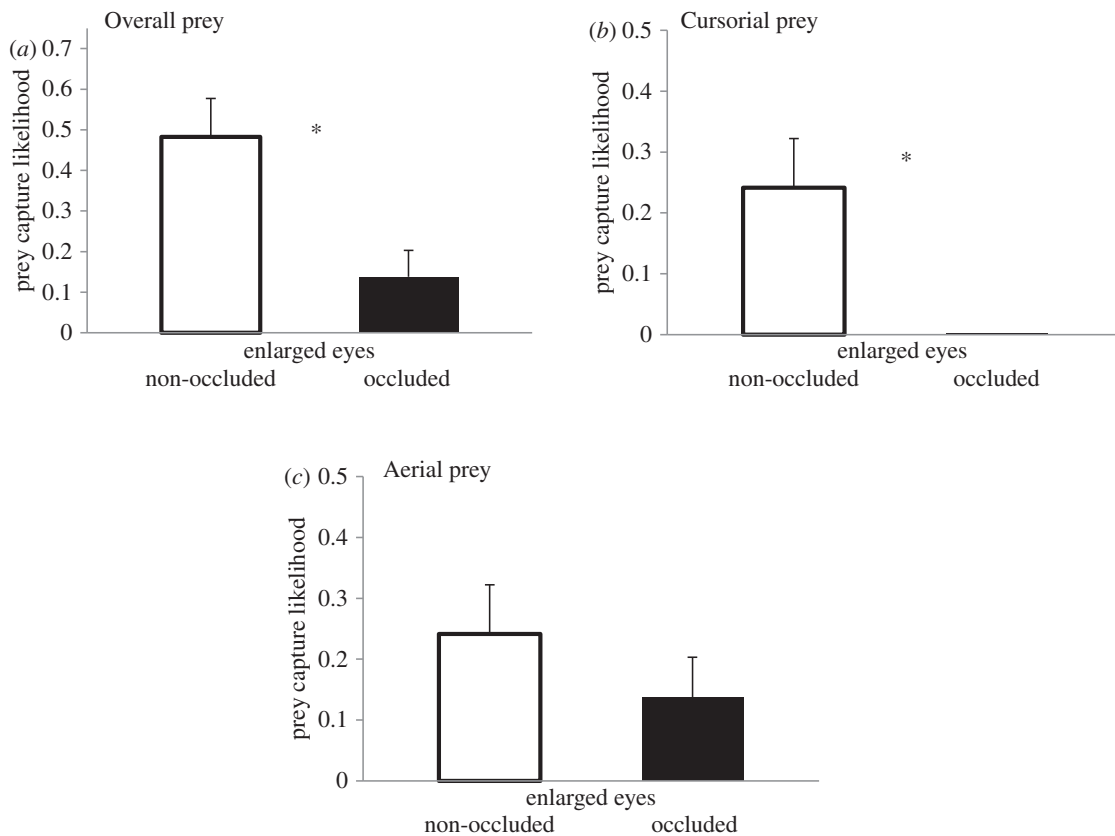 Overall prey
(a) 0.7
0.6
0.5
0.4
0.3
0.2
0.1
0
prey capture likelihood
*
enlarged eyes
non-occluded occluded
Cursorial prey
(b) 0.5
0.4
0.3
0.2
0.1
0
prey capture likelihood
*
enlarged eyes
non-occluded occluded
Aerial prey
(c) 0.5
0.4
0.3
0.2
0.1
0
prey capture likelihood
enlarged eyes
non-occluded occluded